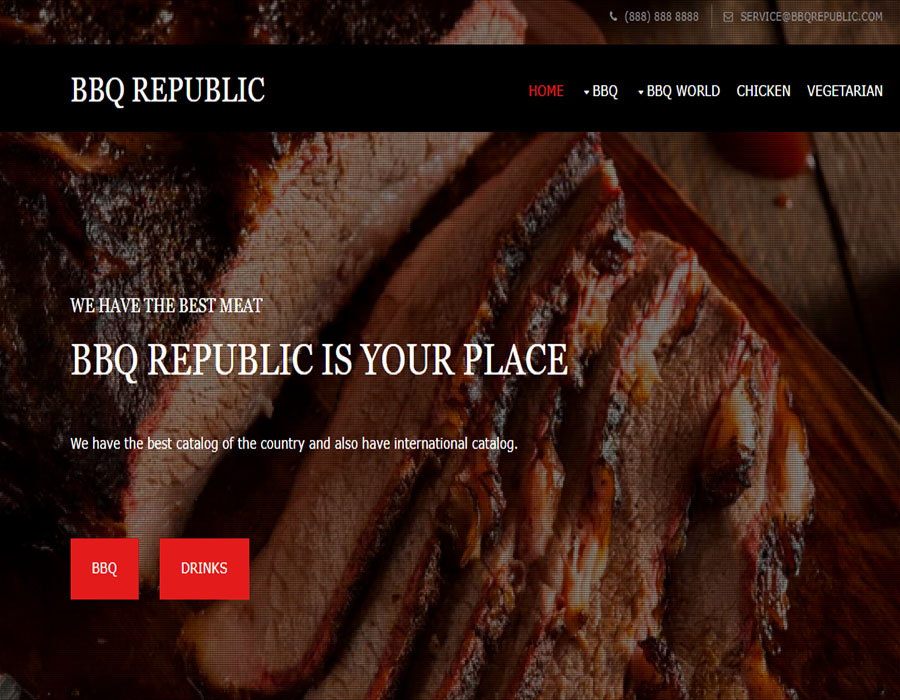 (888) 888 8888 SERVICE@BBQREPUBLIC.COM
BBQ REPUBLIC
HOME BBQ BBQ WORLD CHICKEN VEGETARIAN
WE HAVE THE BEST MEAT
BBQ REPUBLIC IS YOUR PLACE
We have the best catalog of the country and also have international catalog.
BBQ DRINKS